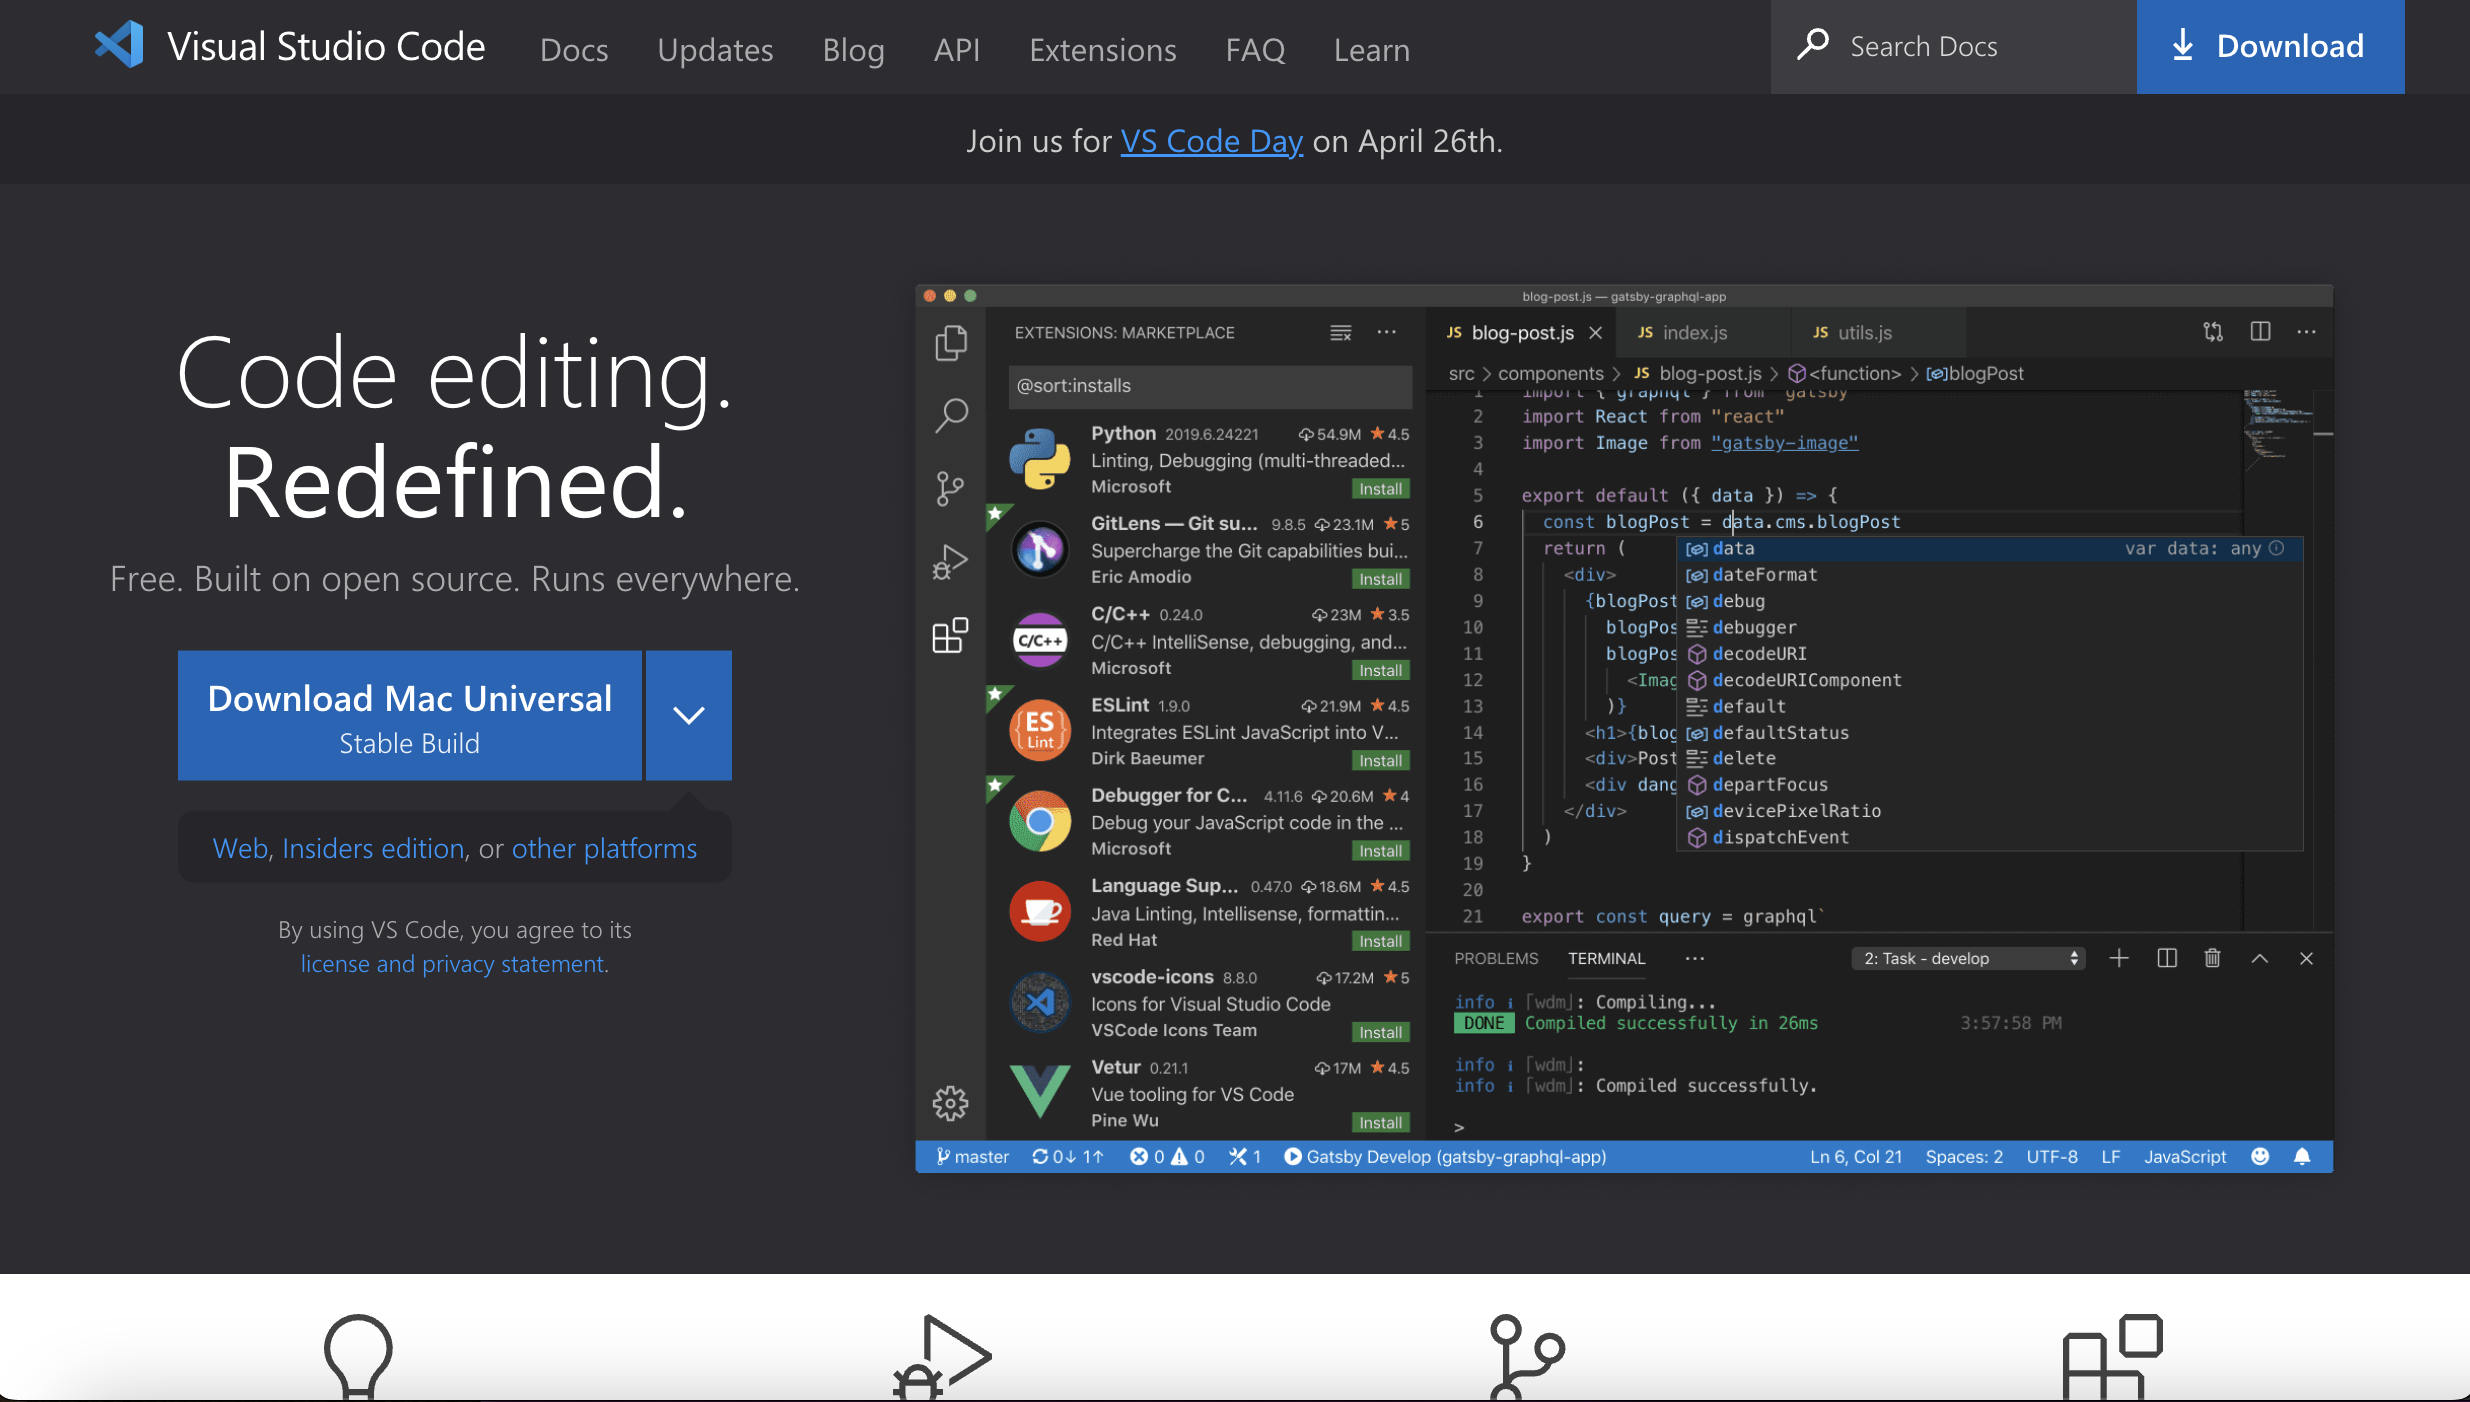 Visual Studio Code Docs Updates Blog API Extensions FAQ Learn Search Docs Download
Join us for VS Code Day on April 26th.
Code editing.
Redefined.
Free. Built on open source. Runs everywhere.
Download Mac Universal
Stable Build
Web, Insiders edition, or other platforms
By using VS Code, you agree to its
license and privacy statement.
blog-post.js — gatsby-graphql-app
EXTENSIONS: MARKETPLACE
@sort:installs
Python 2019.6.24221 54.9M 4.5
Linting, Debugging (multi-threaded...
Microsoft Install
GitLens — Git su... 9.8.5 23.1M 5
Supercharge the Git capabilities bui...
Eric Amodio Install
C/C++
C/C++ 0.24.0 23M 3.5
C/C++ IntelliSense, debugging, and...
Microsoft Install
ES
Lint
ESLint 1.9.0 21.9M 4.5
Integrates ESLint JavaScript into V...
Dirk Baeumer Install
Debugger for C... 4.11.6 20.6M 4
Debug your JavaScript code in the ...
Microsoft Install
Language Sup... 0.47.0 18.6M 4.5
Java Linting, Intellisense, formattin...
Red Hat Install
vscode-icons 8.8.0 17.2M 5
Icons for Visual Studio Code
VSCode Icons Team Install
Vetur 0.21.1 17M 4.5
Vue tooling for VS Code
Pine Wu Install
JS blog-post.js JS index.js JS utils.js
src > components > JS blog-post.js > <function> > blogPost
1 import { graphql } from "gatsby"
2 import React from "react"
3 import Image from "gatsby-image"
4
5 export default ({ data }) => {
6 const blogPost = data.cms.blogPost
7 return (
8 <div>
9 {blogPost
10 blogPos
11 blogPos
12 <Imag
13 )}
14 <h1>{blog
15 <div>Post
16 <div dang
17 </div>
18 )
19 }
20
21 export const query = graphql`
data var data: any
dateFormat
debug
debugger
decodeURI
decodeURIComponent
default
defaultStatus
delete
departFocus
devicePixelRatio
dispatchEvent
PROBLEMS TERMINAL ··· 2: Task - develop
info i ｢wdm｣: Compiling...
DONE Compiled successfully in 26ms 3:57:58 PM
info i ｢wdm｣:
info i ｢wdm｣: Compiled successfully.
>
master 0↓ 1↑ 0 0 1 Gatsby Develop (gatsby-graphql-app) Ln 6, Col 21 Spaces: 2 UTF-8 LF JavaScript